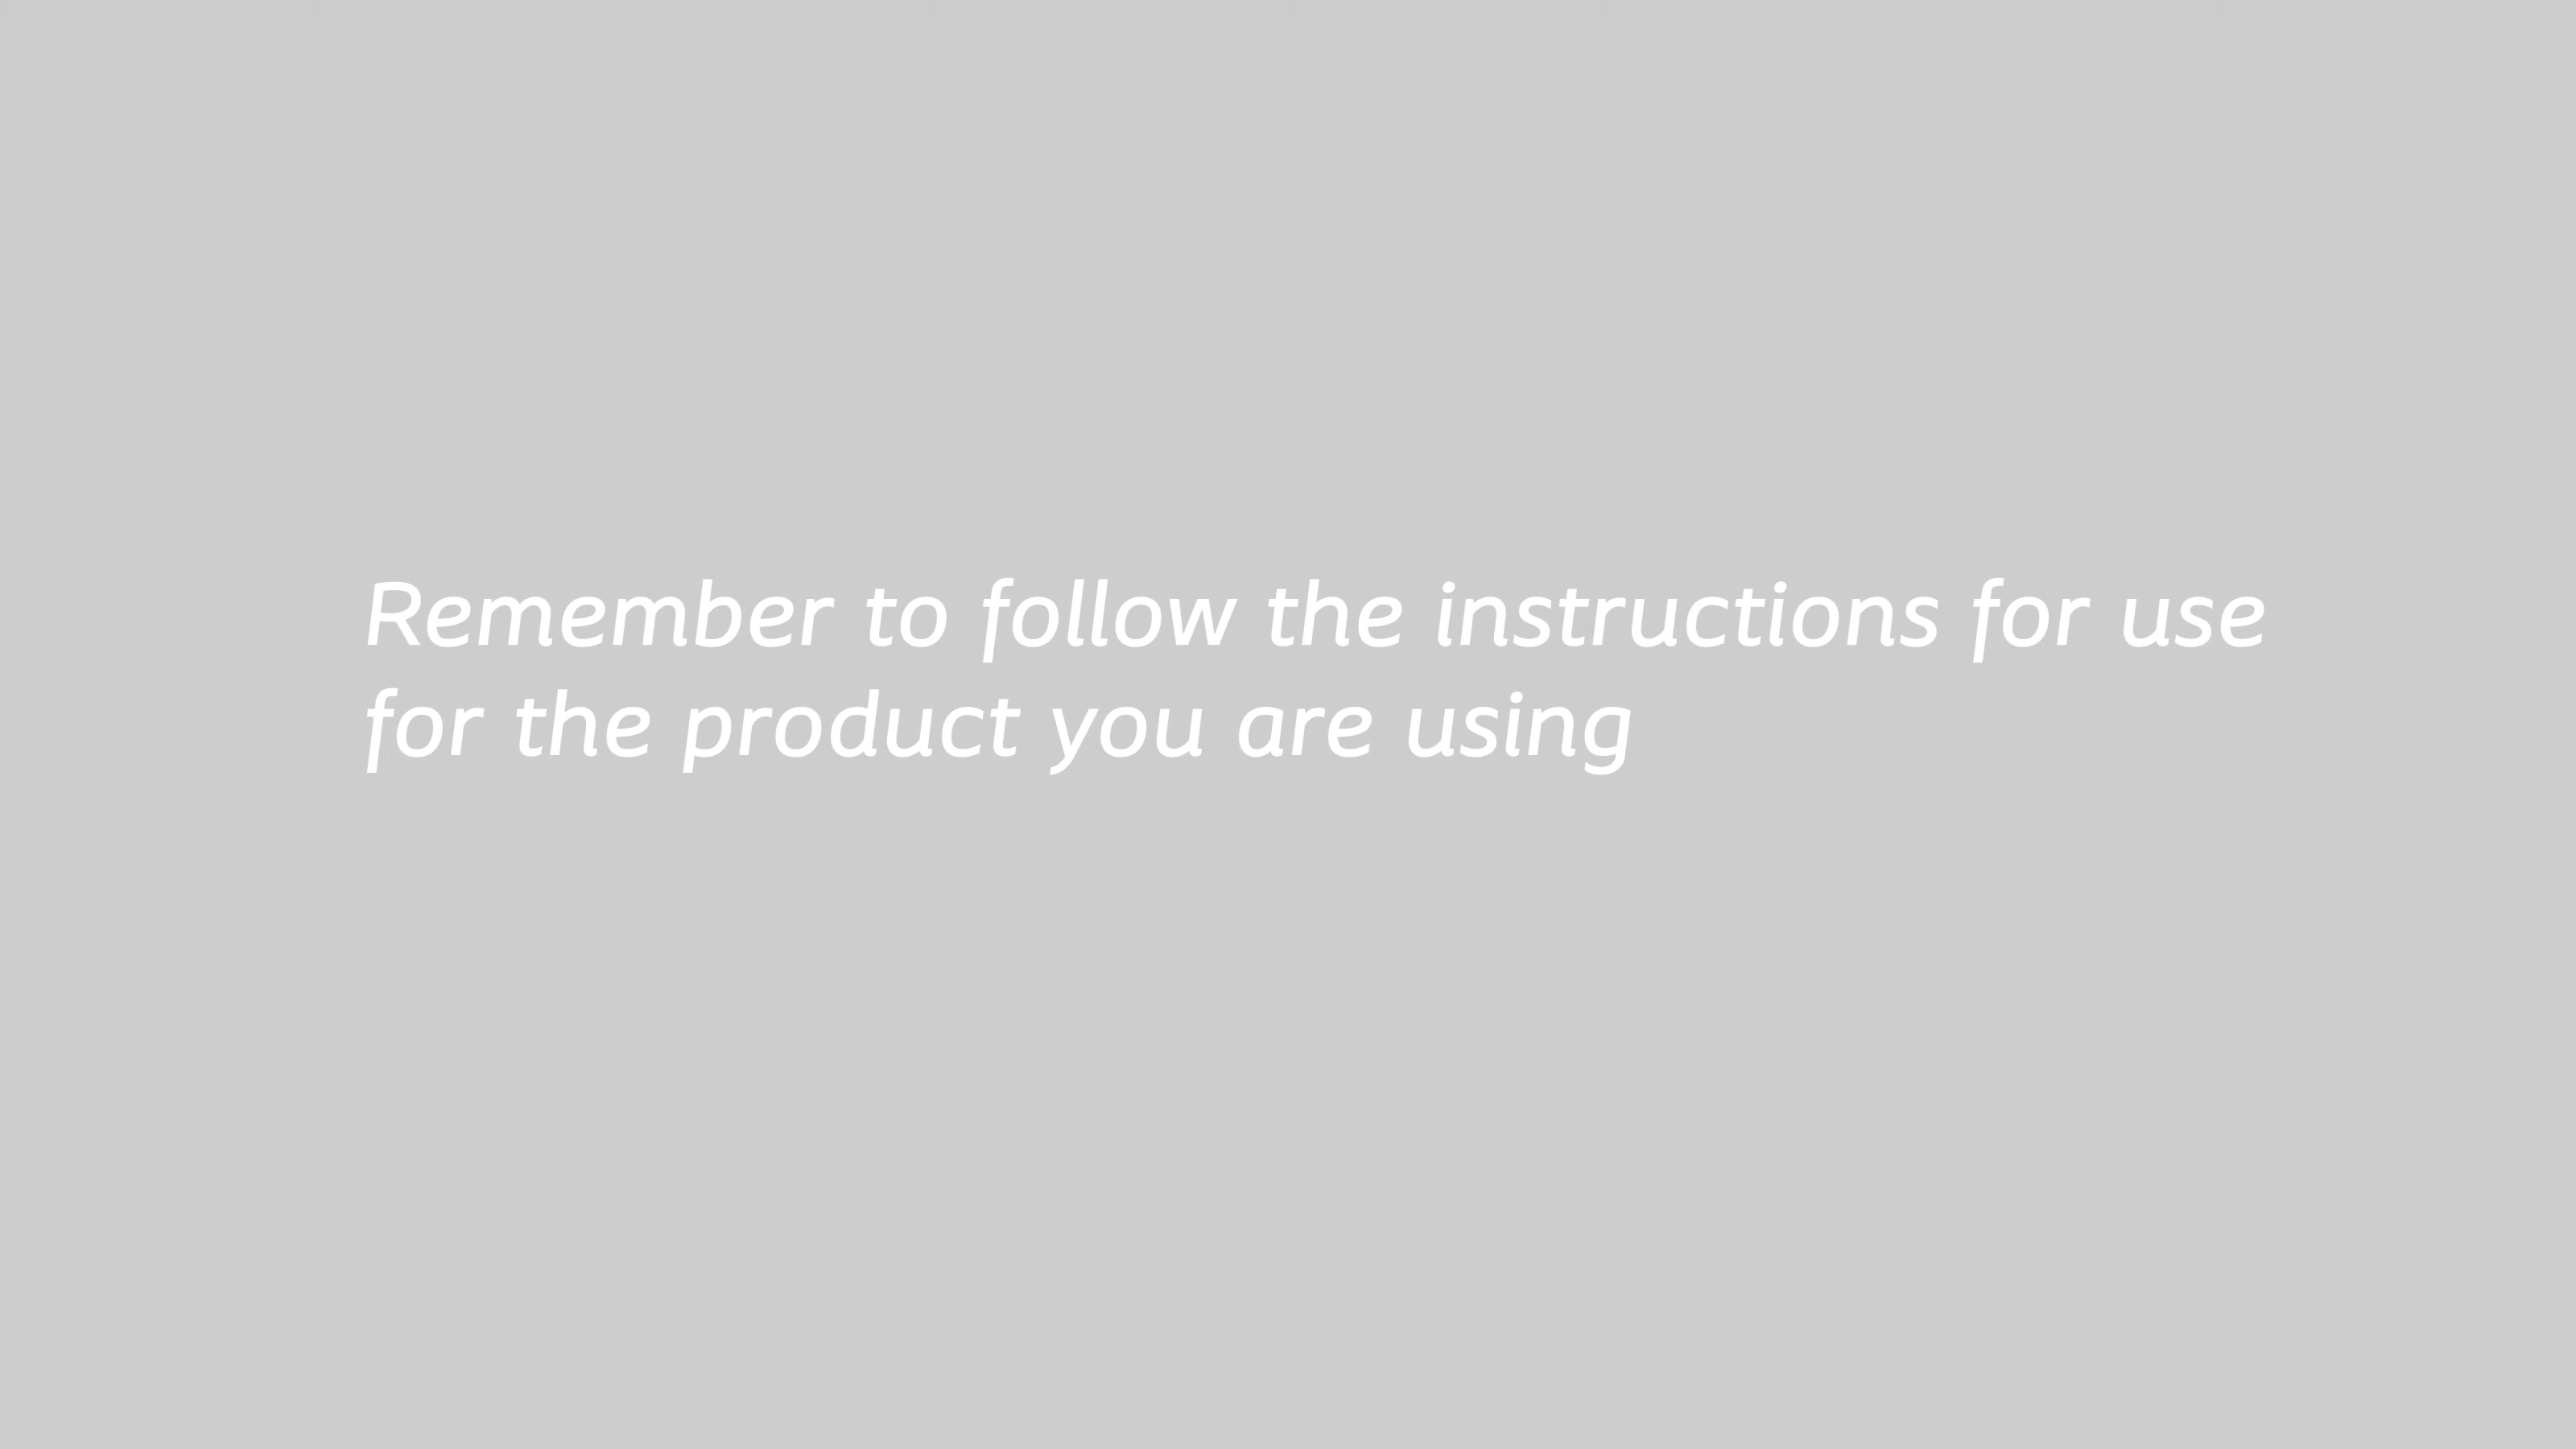 Remember to follow the instructions for use
for the product you are using